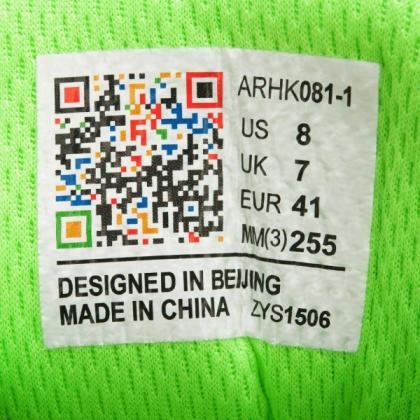 ARHK081-1
US 8
UK 7
EUR 41
MM(3)255
DESIGNED IN BEIJING
MADE IN CHINA ZYS1506